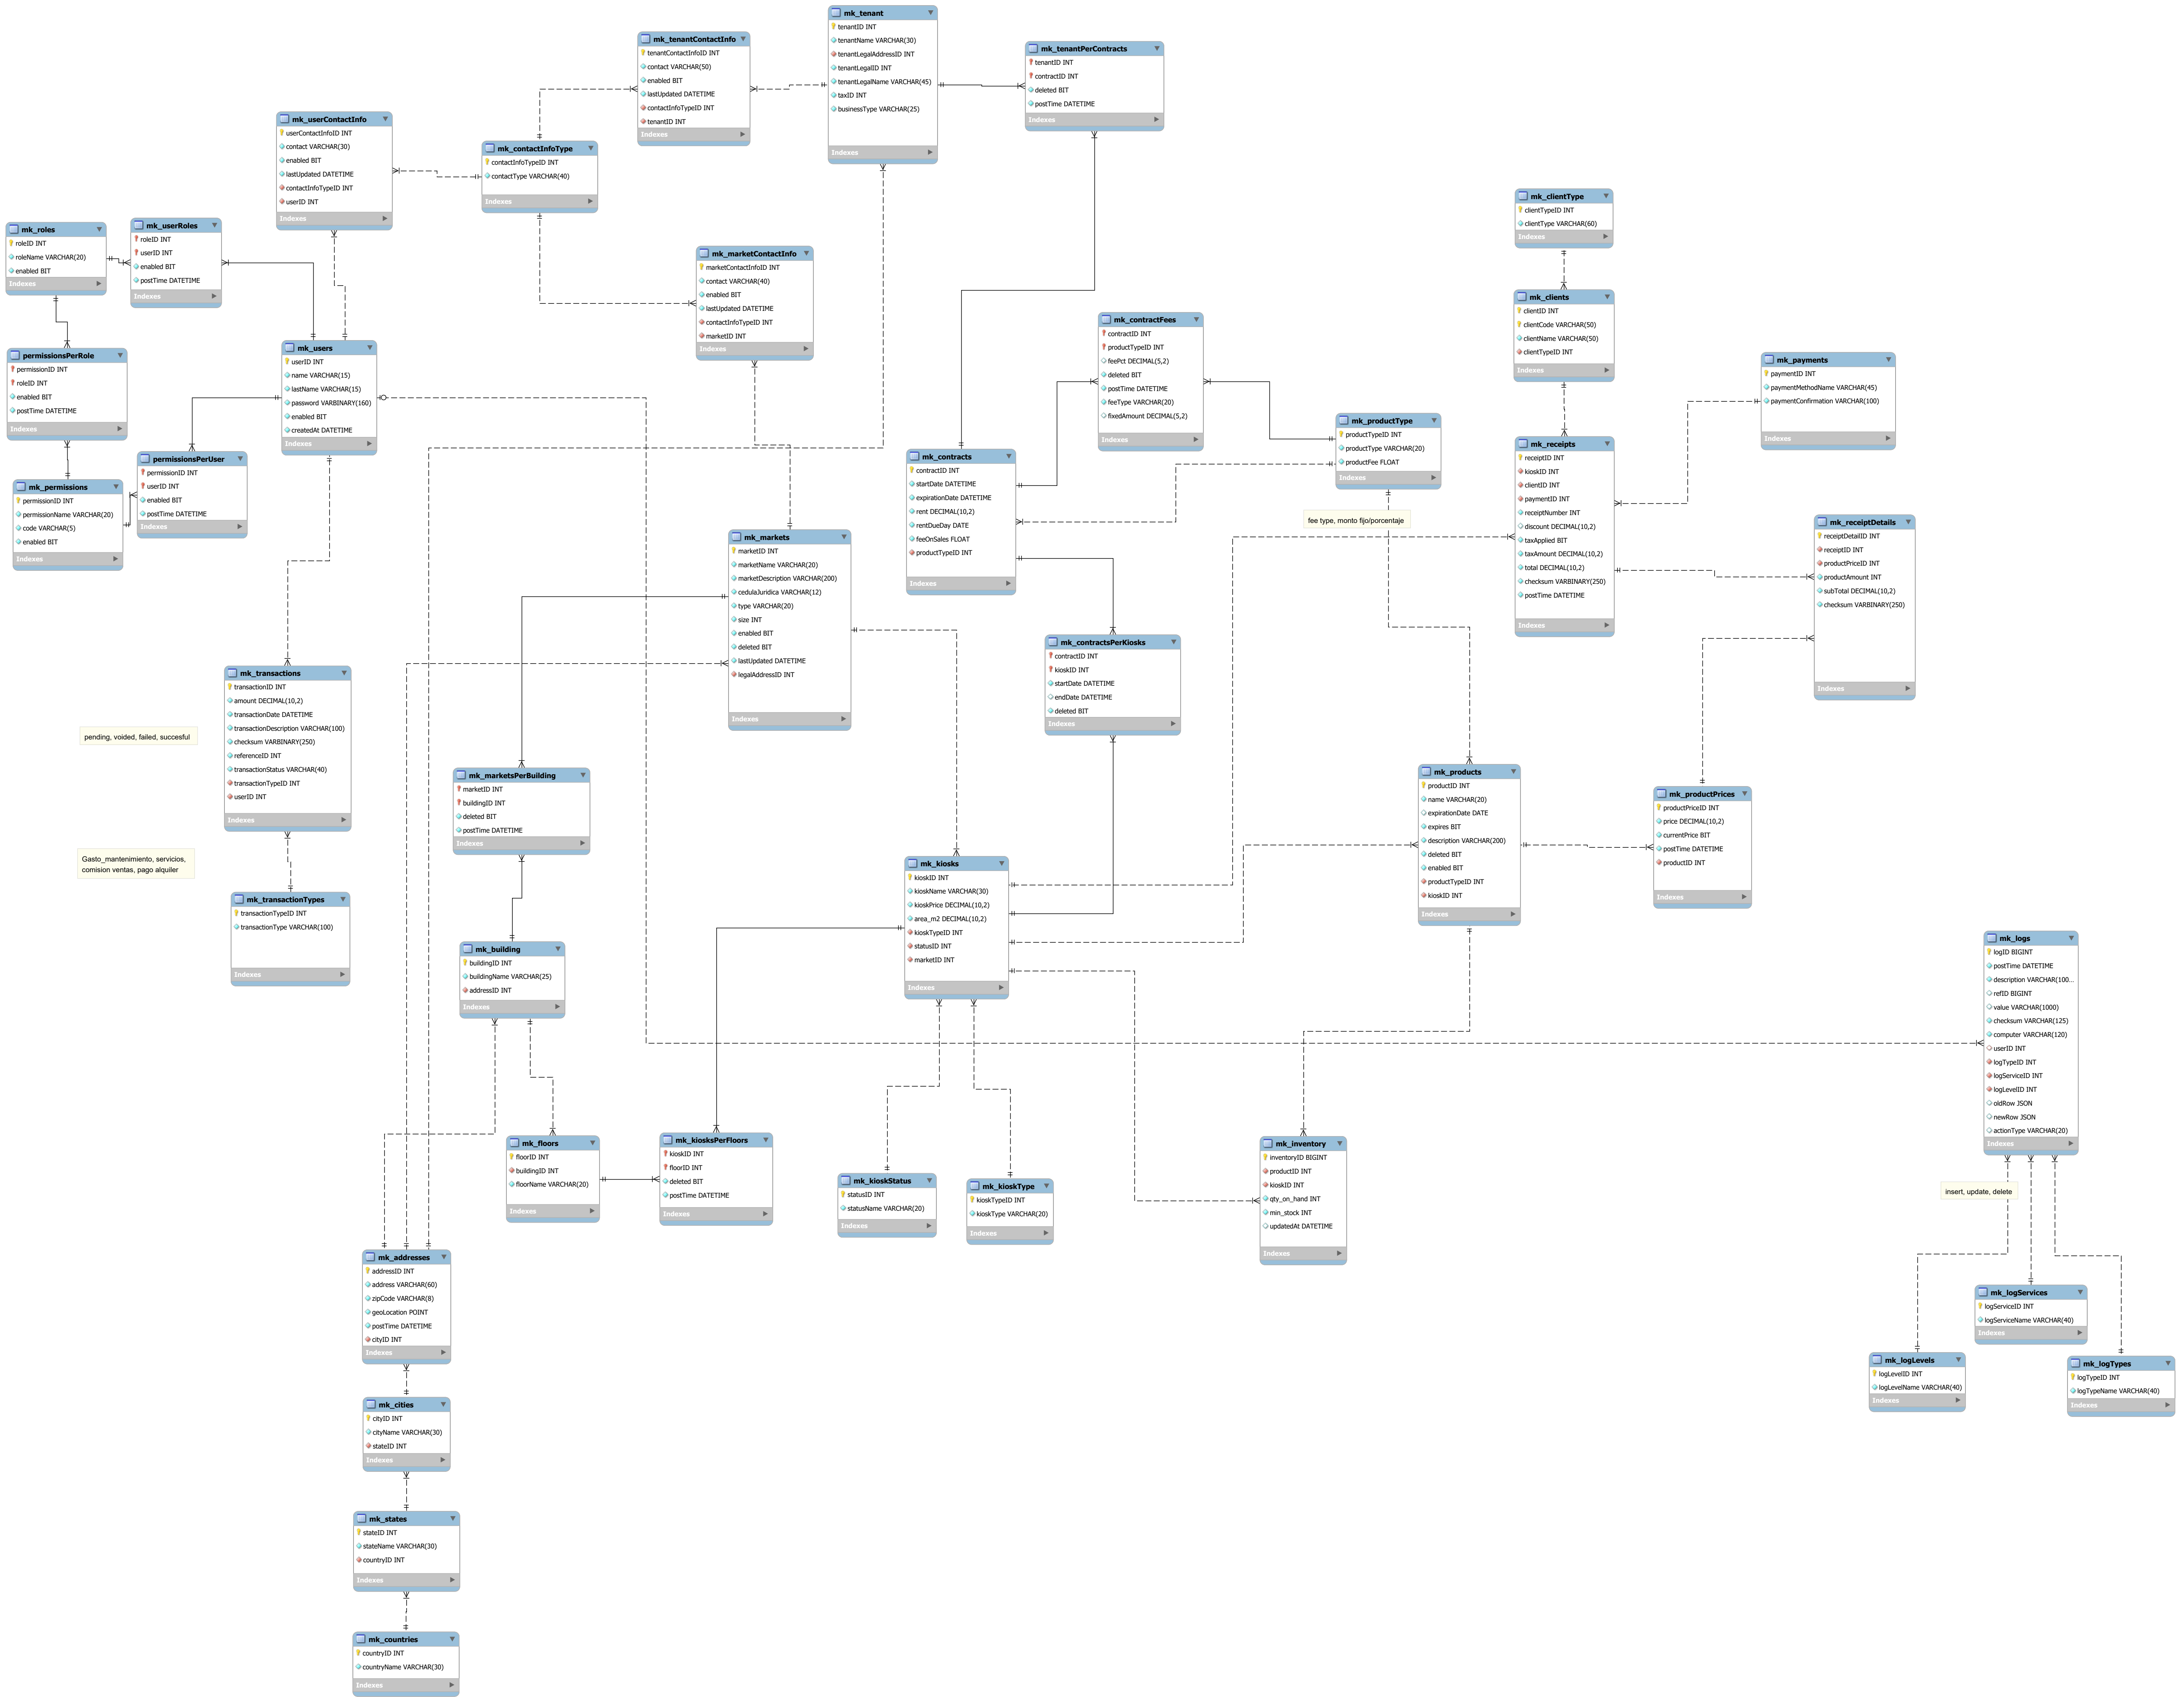 mk_tenant
tenantID INT
tenantName VARCHAR(30)
tenantLegalAddressID INT
tenantLegalID INT
tenantLegalName VARCHAR(45)
taxID INT
businessType VARCHAR(25)
Indexes
mk_tenantContactInfo
tenantContactInfoID INT
contact VARCHAR(50)
enabled BIT
lastUpdated DATETIME
contactInfoTypeID INT
tenantID INT
Indexes
mk_tenantPerContracts
tenantID INT
contractID INT
deleted BIT
postTime DATETIME
Indexes
mk_userContactInfo
userContactInfoID INT
contact VARCHAR(30)
enabled BIT
lastUpdated DATETIME
contactInfoTypeID INT
userID INT
Indexes
mk_contactInfoType
contactInfoTypeID INT
contactType VARCHAR(40)
Indexes
mk_clientType
clientTypeID INT
clientType VARCHAR(60)
Indexes
mk_roles
roleID INT
roleName VARCHAR(20)
enabled BIT
Indexes
mk_userRoles
roleID INT
userID INT
enabled BIT
postTime DATETIME
Indexes
mk_marketContactInfo
marketContactInfoID INT
contact VARCHAR(40)
enabled BIT
lastUpdated DATETIME
contactInfoTypeID INT
marketID INT
Indexes
mk_clients
clientID INT
clientCode VARCHAR(50)
clientName VARCHAR(50)
clientTypeID INT
Indexes
mk_contractFees
contractID INT
productTypeID INT
feePct DECIMAL(5,2)
deleted BIT
postTime DATETIME
feeType VARCHAR(20)
fixedAmount DECIMAL(5,2)
Indexes
permissionsPerRole
permissionID INT
roleID INT
enabled BIT
postTime DATETIME
Indexes
mk_users
userID INT
name VARCHAR(15)
lastName VARCHAR(15)
password VARBINARY(160)
enabled BIT
createdAt DATETIME
Indexes
mk_payments
paymentID INT
paymentMethodName VARCHAR(45)
paymentConfirmation VARCHAR(100)
Indexes
mk_productType
productTypeID INT
productType VARCHAR(20)
productFee FLOAT
Indexes
mk_receipts
receiptID INT
kioskID INT
clientID INT
paymentID INT
receiptNumber INT
discount DECIMAL(10,2)
taxApplied BIT
taxAmount DECIMAL(10,2)
total DECIMAL(10,2)
checksum VARBINARY(250)
postTime DATETIME
Indexes
mk_contracts
contractID INT
startDate DATETIME
expirationDate DATETIME
rent DECIMAL(10,2)
rentDueDay DATE
feeOnSales FLOAT
productTypeID INT
Indexes
permissionsPerUser
permissionID INT
userID INT
enabled BIT
postTime DATETIME
Indexes
mk_permissions
permissionID INT
permissionName VARCHAR(20)
code VARCHAR(5)
enabled BIT
Indexes
fee type, monto fijo/porcentaje
mk_receiptDetails
receiptDetailID INT
receiptID INT
productPriceID INT
productAmount INT
subTotal DECIMAL(10,2)
checksum VARBINARY(250)
Indexes
mk_markets
marketID INT
marketName VARCHAR(20)
marketDescription VARCHAR(200)
cedulaJuridica VARCHAR(12)
type VARCHAR(20)
size INT
enabled BIT
deleted BIT
lastUpdated DATETIME
legalAddressID INT
Indexes
mk_contractsPerKiosks
contractID INT
kioskID INT
startDate DATETIME
endDate DATETIME
deleted BIT
Indexes
mk_transactions
transactionID INT
amount DECIMAL(10,2)
transactionDate DATETIME
transactionDescription VARCHAR(100)
checksum VARBINARY(250)
referenceID INT
transactionStatus VARCHAR(40)
transactionTypeID INT
userID INT
Indexes
pending, voided, failed, succesful
mk_marketsPerBuilding
marketID INT
buildingID INT
deleted BIT
postTime DATETIME
Indexes
mk_products
productID INT
name VARCHAR(20)
expirationDate DATE
expires BIT
description VARCHAR(200)
deleted BIT
enabled BIT
productTypeID INT
kioskID INT
Indexes
mk_productPrices
productPriceID INT
price DECIMAL(10,2)
currentPrice BIT
postTime DATETIME
productID INT
Indexes
Gasto_mantenimiento, servicios,
comision ventas, pago alquiler
mk_kiosks
kioskID INT
kioskName VARCHAR(30)
kioskPrice DECIMAL(10,2)
area_m2 DECIMAL(10,2)
kioskTypeID INT
statusID INT
marketID INT
Indexes
mk_transactionTypes
transactionTypeID INT
transactionType VARCHAR(100)
Indexes
mk_building
buildingID INT
buildingName VARCHAR(25)
addressID INT
Indexes
mk_logs
logID BIGINT
postTime DATETIME
description VARCHAR(100...
refID BIGINT
value VARCHAR(1000)
checksum VARCHAR(125)
computer VARCHAR(120)
userID INT
logTypeID INT
logServiceID INT
logLevelID INT
oldRow JSON
newRow JSON
actionType VARCHAR(20)
Indexes
mk_floors
floorID INT
buildingID INT
floorName VARCHAR(20)
Indexes
mk_kiosksPerFloors
kioskID INT
floorID INT
deleted BIT
postTime DATETIME
Indexes
mk_inventory
inventoryID BIGINT
productID INT
kioskID INT
qty_on_hand INT
min_stock INT
updatedAt DATETIME
Indexes
mk_kioskStatus
statusID INT
statusName VARCHAR(20)
Indexes
mk_kioskType
kioskTypeID INT
kioskType VARCHAR(20)
Indexes
insert, update, delete
mk_addresses
addressID INT
address VARCHAR(60)
zipCode VARCHAR(8)
geoLocation POINT
postTime DATETIME
cityID INT
Indexes
mk_logServices
logServiceID INT
logServiceName VARCHAR(40)
Indexes
mk_logLevels
logLevelID INT
logLevelName VARCHAR(40)
Indexes
mk_logTypes
logTypeID INT
logTypeName VARCHAR(40)
Indexes
mk_cities
cityID INT
cityName VARCHAR(30)
stateID INT
Indexes
mk_states
stateID INT
stateName VARCHAR(30)
countryID INT
Indexes
mk_countries
countryID INT
countryName VARCHAR(30)
Indexes